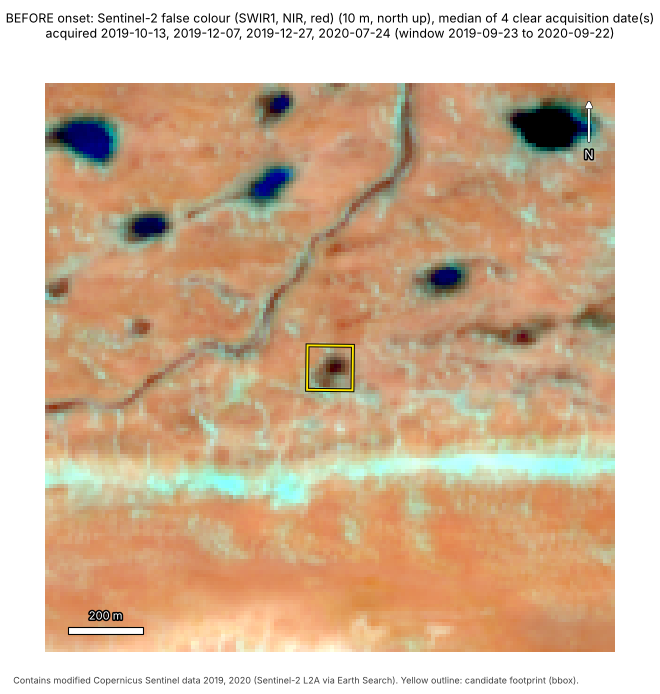 BEFORE onset: Sentinel-2 false colour (SWIR1, NIR, red) (10 m, north up), median of 4 clear acquisition date(s)
acquired 2019-10-13, 2019-12-07, 2019-12-27, 2020-07-24 (window 2019-09-23 to 2020-09-22)
N
200 m
Contains modified Copernicus Sentinel data 2019, 2020 (Sentinel-2 L2A via Earth Search). Yellow outline: candidate footprint (bbox).